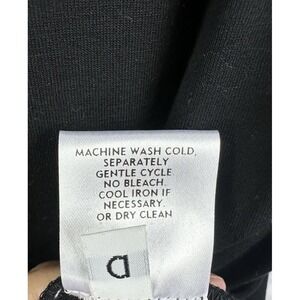 MACHINE WASH COLD,
SEPARATELY
GENTLE CYCLE
NO BLEACH.
COOL IRON IF
NECESSARY.
OR DRY CLEAN